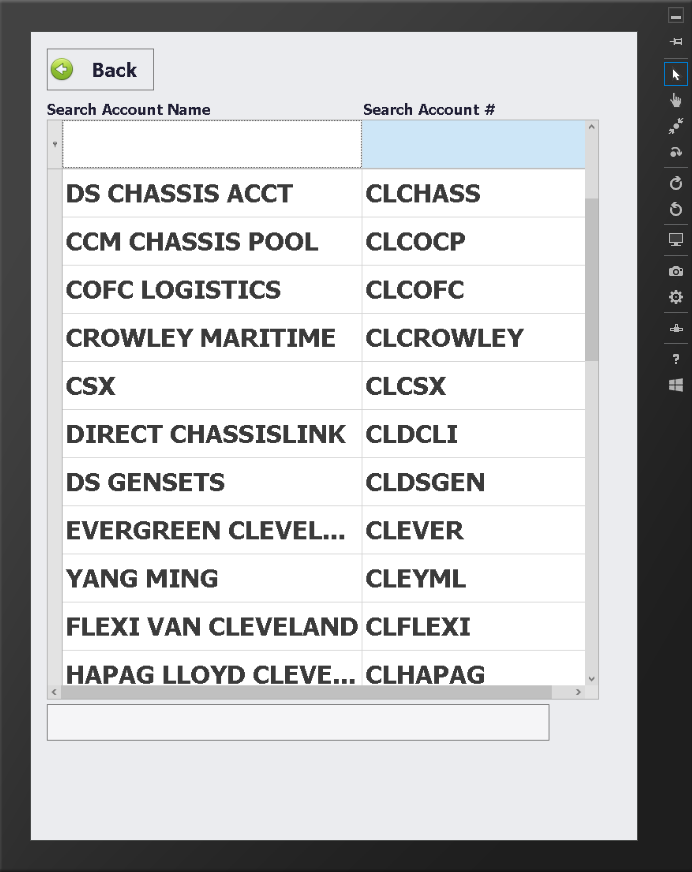 Back
Search Account Name Search Account #
DS CHASSIS ACCT CLCHASS
CCM CHASSIS POOL CLCOCP
COFC LOGISTICS CLCOFC
CROWLEY MARITIME CLCROWLEY
CSX CLCSX
DIRECT CHASSISLINK CLDCLI
DS GENSETS CLDSGEN
EVERGREEN CLEVEL... CLEVER
YANG MING CLEYML
FLEXI VAN CLEVELAND CLFLEXI
HAPAG LLOYD CLEVE... CLHAPAG